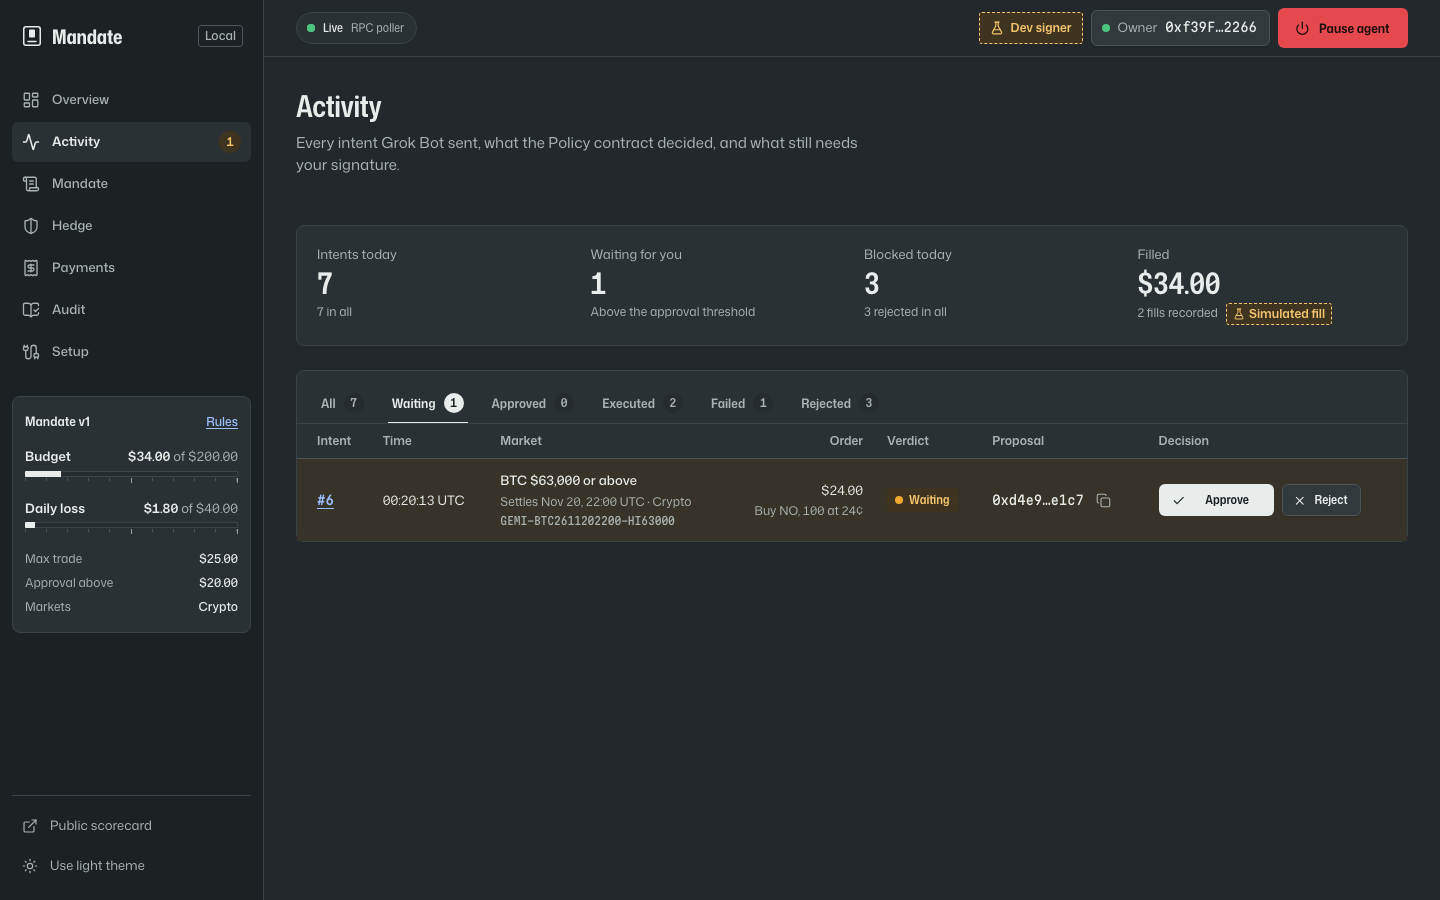 Mandate
Local
Overview
Activity 1
Mandate
Hedge
Payments
Audit
Setup
Mandate v1 Rules
Budget $34.00 of $200.00
Daily loss $1.80 of $40.00
Max trade $25.00
Approval above $20.00
Markets Crypto
Public scorecard
Use light theme
Live RPC poller
Dev signer
Owner 0xf39F…2266
Pause agent
Activity
Every intent Grok Bot sent, what the Policy contract decided, and what still needs
your signature.
Intents today
7
7 in all
Waiting for you
1
Above the approval threshold
Blocked today
3
3 rejected in all
Filled
$34.00
2 fills recorded Simulated fill
All 7 Waiting 1 Approved 0 Executed 2 Failed 1 Rejected 3
Intent Time Market Order Verdict Proposal Decision
#6
00:20:13 UTC
BTC $63,000 or above
Settles Nov 20, 22:00 UTC · Crypto
GEMI-BTC2611202200-HI63000
$24.00
Buy NO, 100 at 24¢
Waiting
0xd4e9…e1c7
Approve
Reject